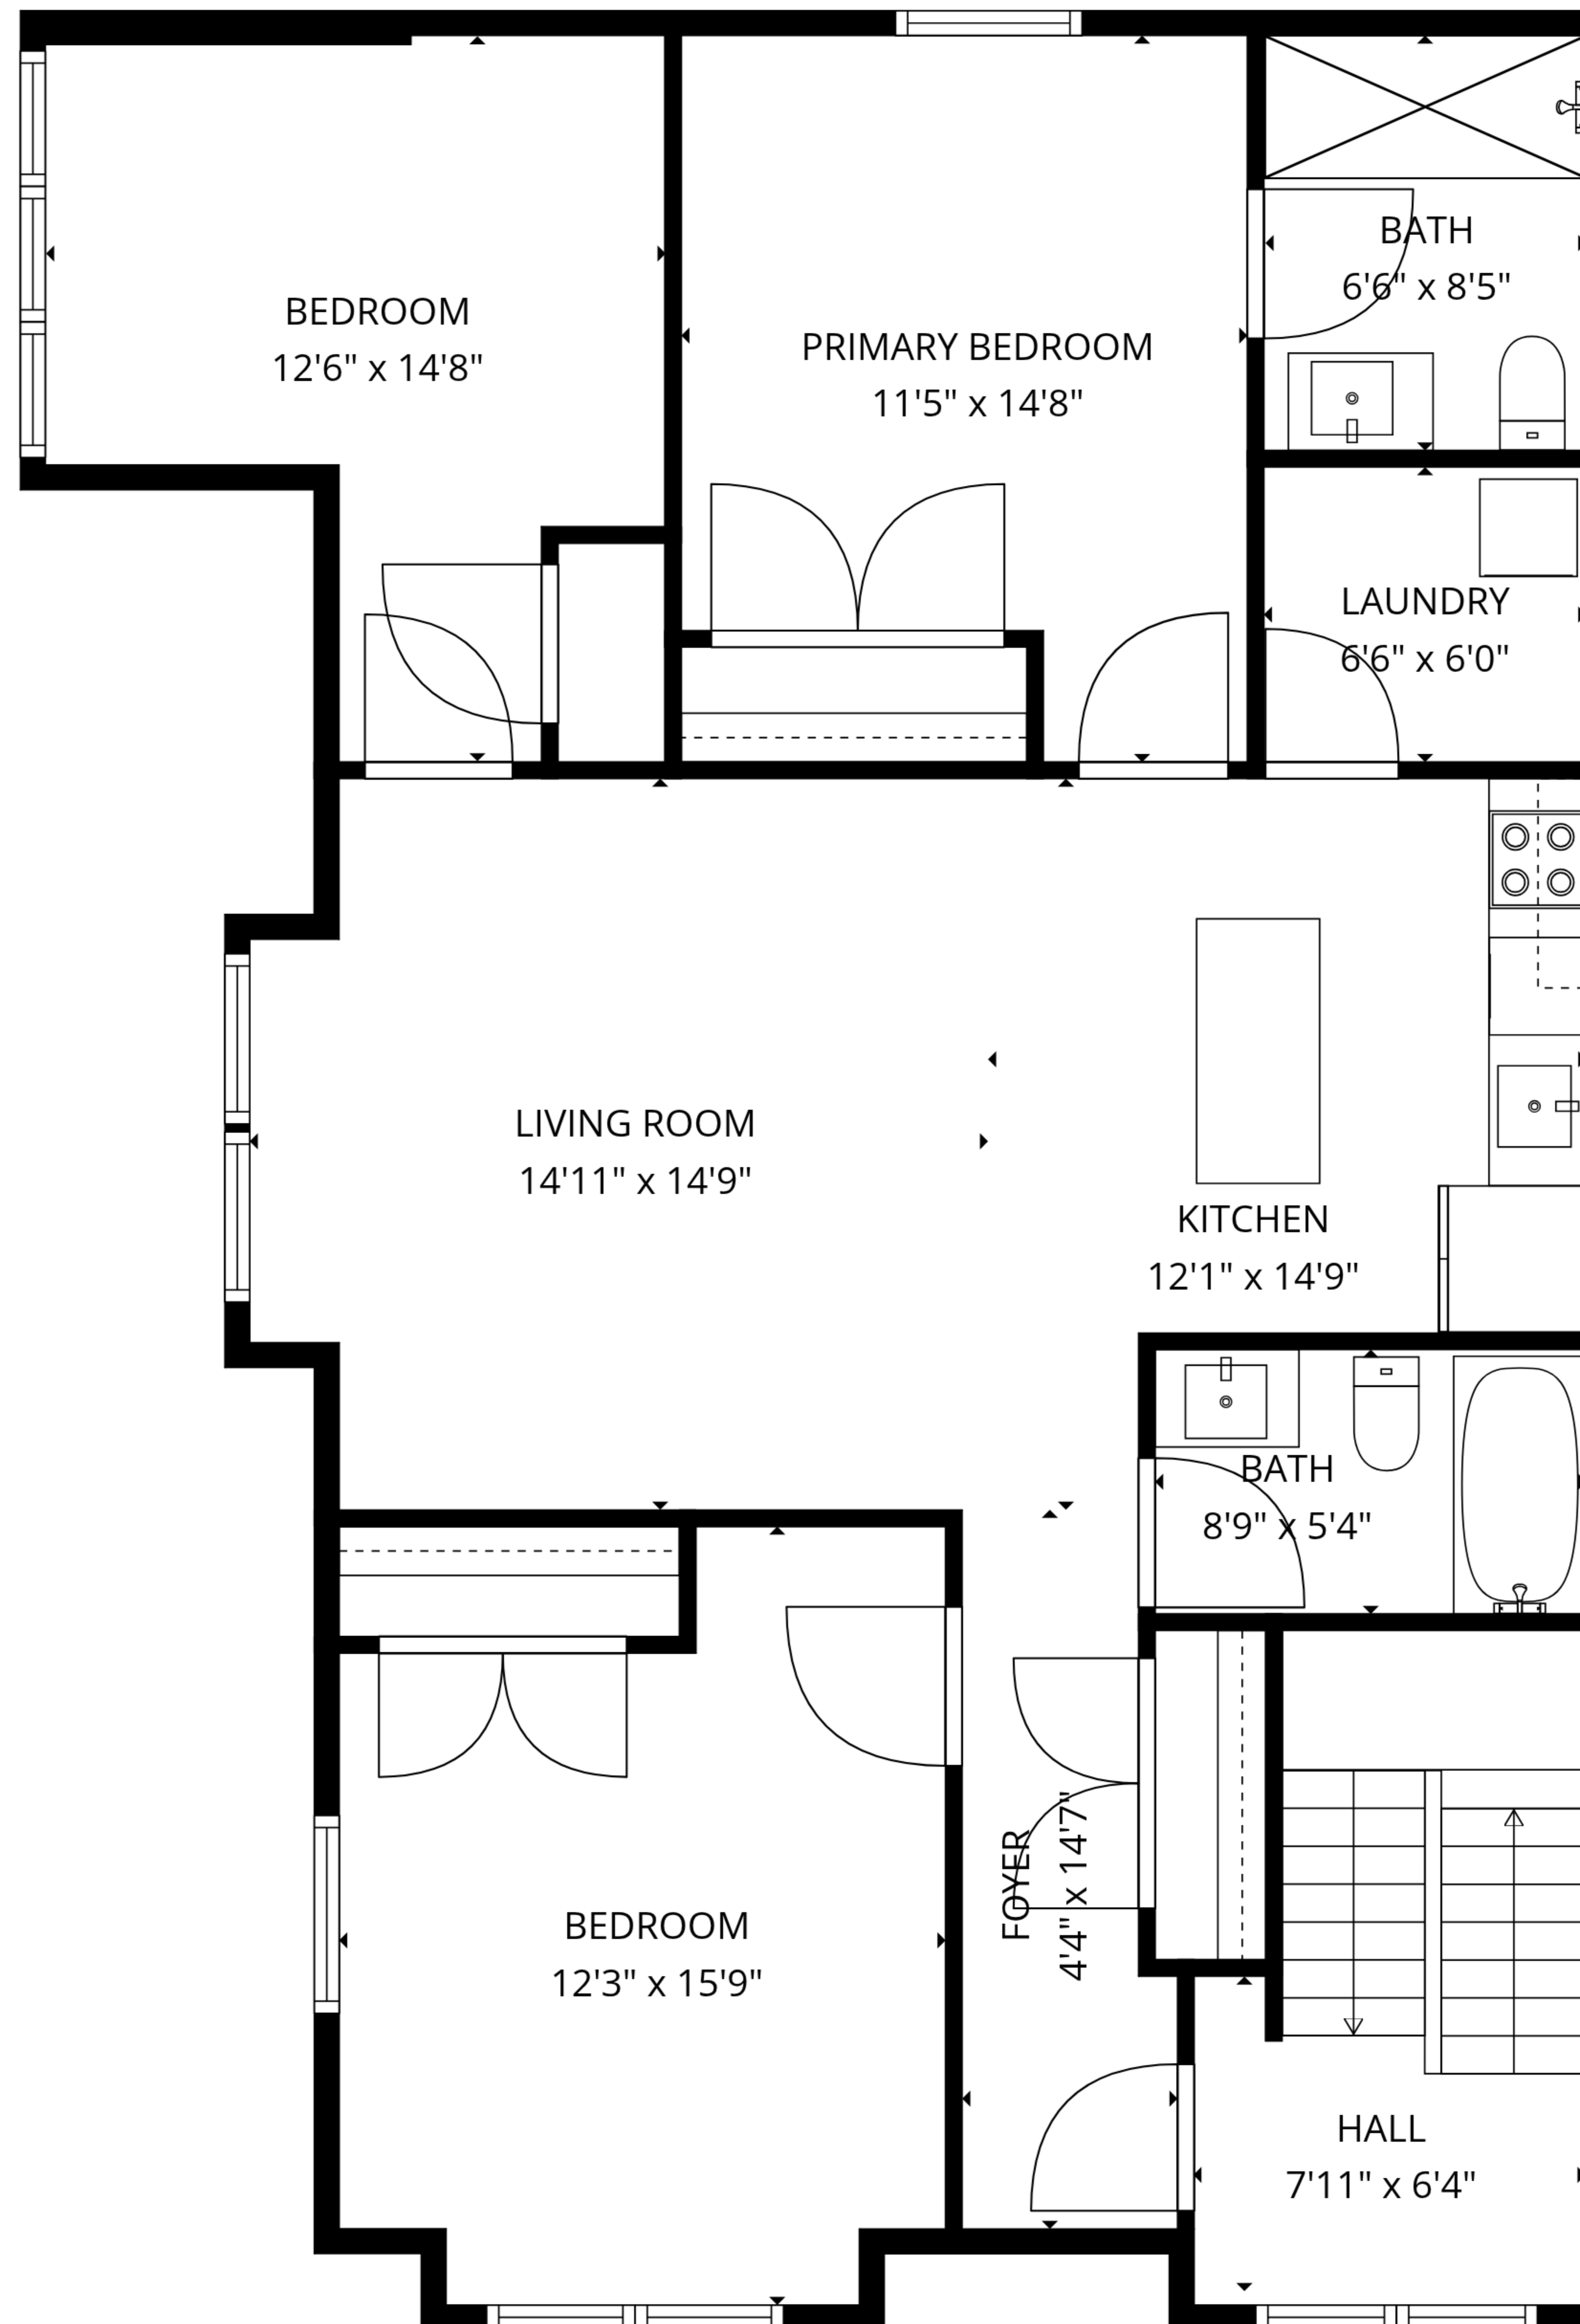 BATH
6'6" x 8'5"
BEDROOM
12'6" x 14'8"
PRIMARY BEDROOM
11'5" x 14'8"
LAUNDRY
6'6" x 6'0"
LIVING ROOM
14'11" x 14'9"
KITCHEN
12'1" x 14'9"
BATH
8'9" x 5'4"
FOYER
4'4" x 14'7"
BEDROOM
12'3" x 15'9"
HALL
7'11" x 6'4"